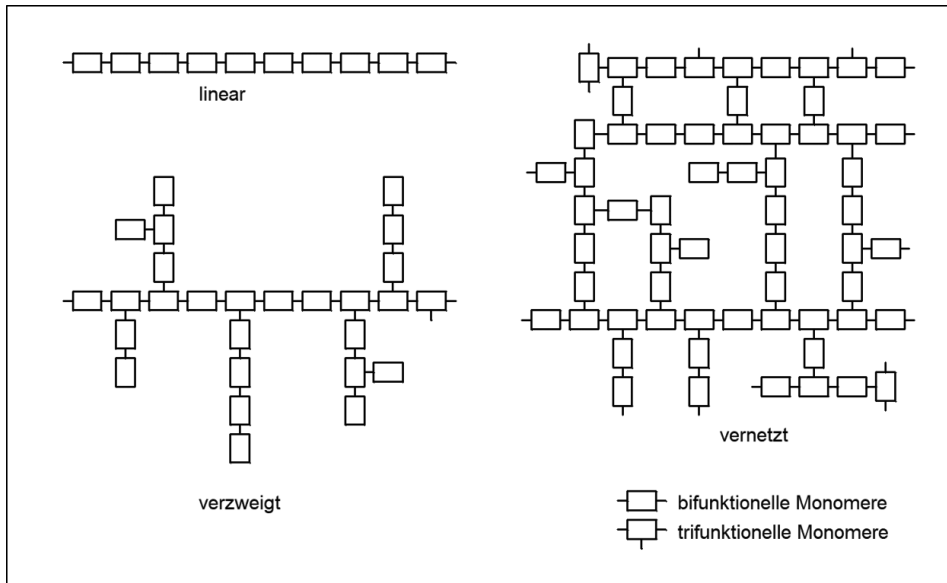 linear
verzweigt
vernetzt
bifunktionelle Monomere
trifunktionelle Monomere